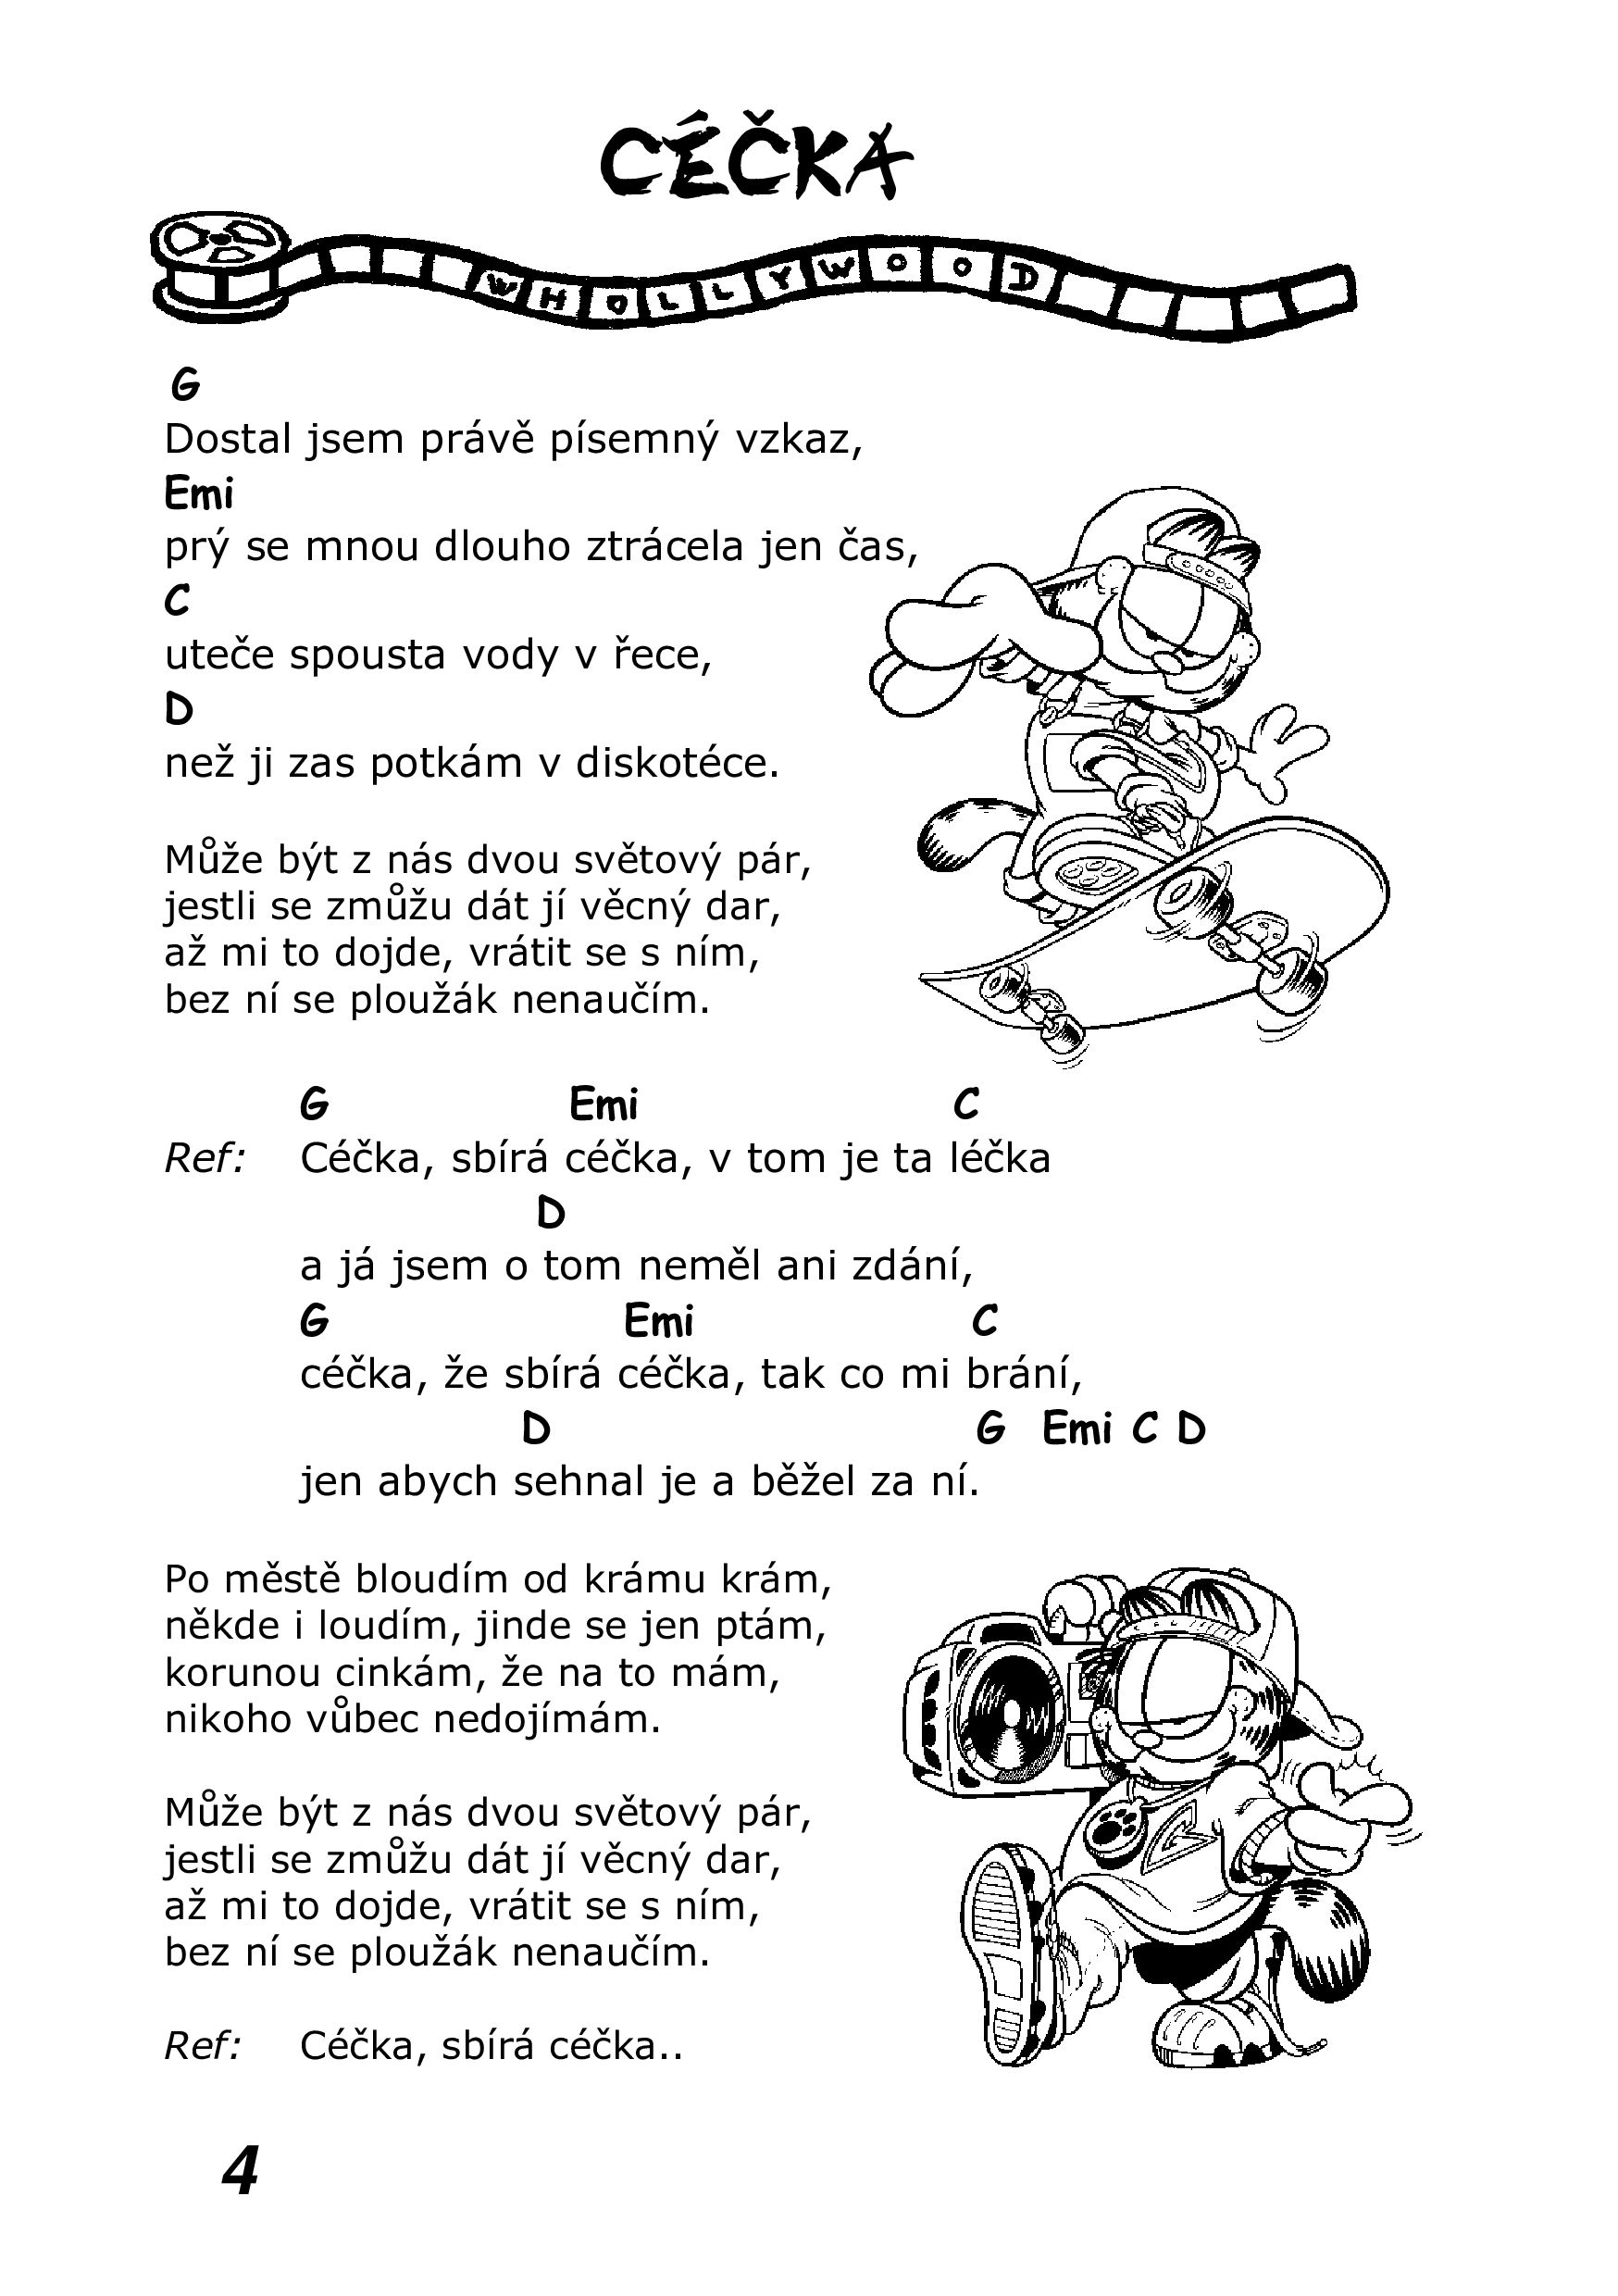 CÉČKA
WHOLLYWOOD
G
Dostal jsem právě písemný vzkaz,
Emi
prý se mnou dlouho ztrácela jen čas,
C
uteče spousta vody v řece,
D
než ji zas potkám v diskotéce.
Může být z nás dvou světový pár,
jestli se zmůžu dát jí věcný dar,
až mi to dojde, vrátit se s ním,
bez ní se ploužák nenaučím.
G Emi C
Ref: Céčka, sbírá céčka, v tom je ta léčka
D
a já jsem o tom neměl ani zdání,
G Emi C
céčka, že sbírá céčka, tak co mi brání,
D G Emi C D
jen abych sehnal je a běžel za ní.
Po městě bloudím od krámu krám,
někde i loudím, jinde se jen ptám,
korunou cinkám, že na to mám,
nikoho vůbec nedojímám.
Může být z nás dvou světový pár,
jestli se zmůžu dát jí věcný dar,
až mi to dojde, vrátit se s ním,
bez ní se ploužák nenaučím.
G
Ref: Céčka, sbírá céčka..
4